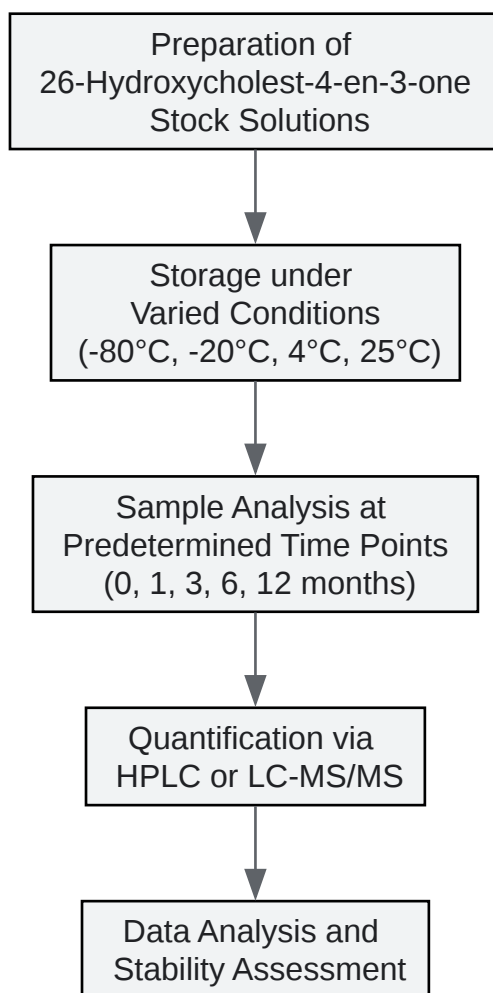 Preparation of
26-Hydroxycholest-4-en-3-one
Stock Solutions
Storage under
Varied Conditions
(-80°C, -20°C, 4°C, 25°C)
Sample Analysis at
Predetermined Time Points
(0, 1, 3, 6, 12 months)
Quantification via
HPLC or LC-MS/MS
Data Analysis and
Stability Assessment